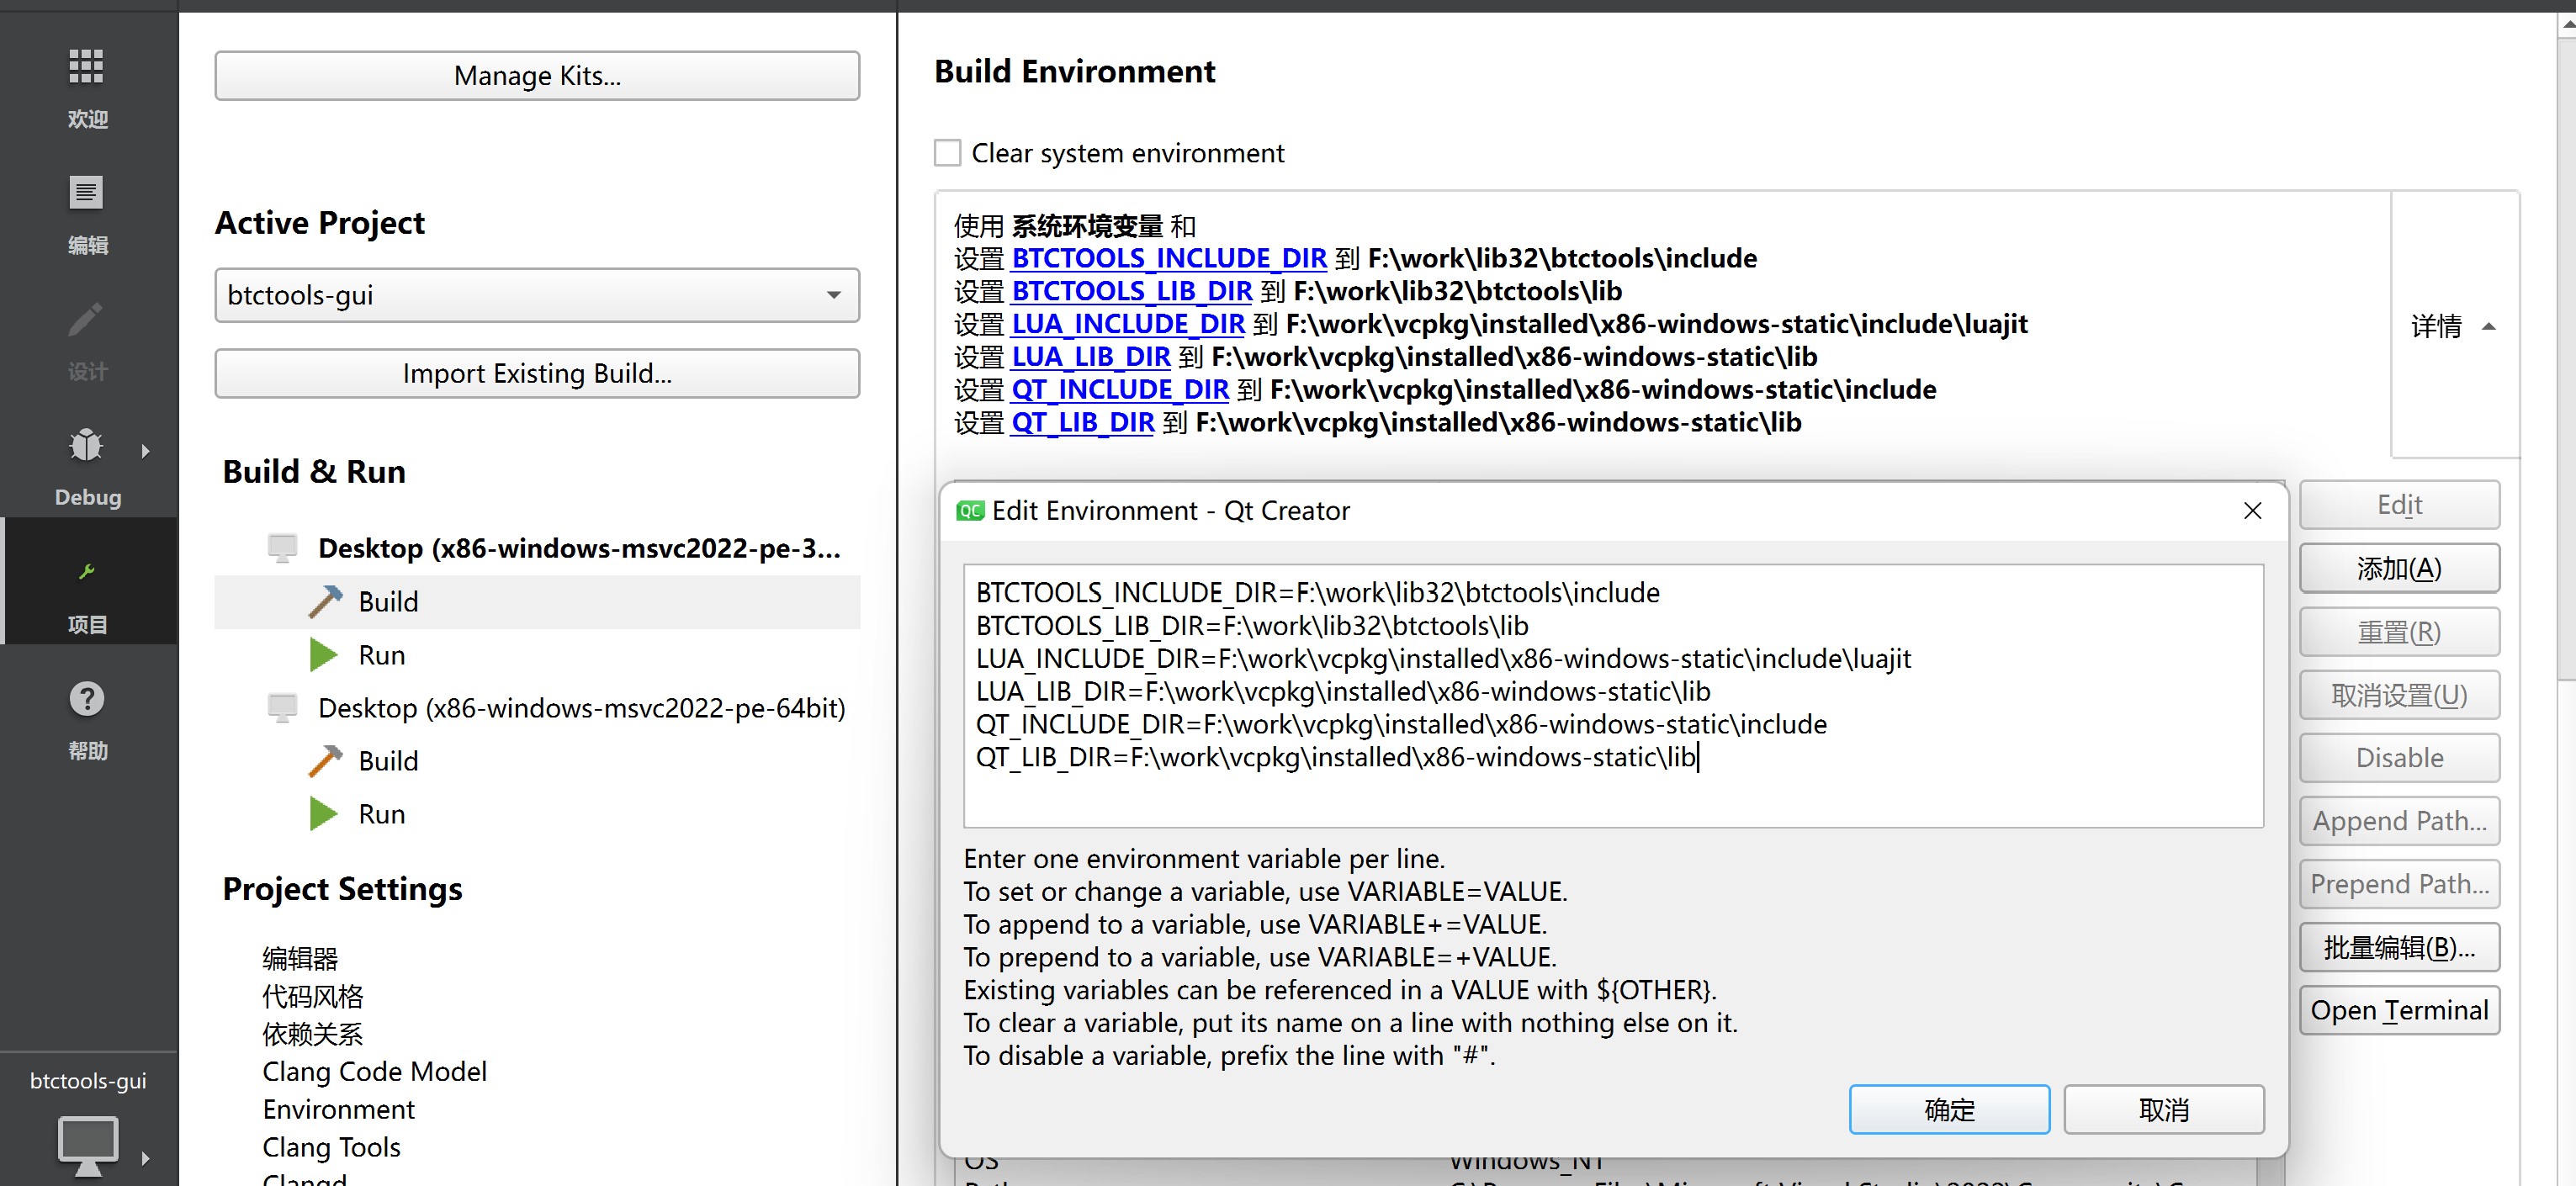 欢迎
编辑
设计
Debug
项目
帮助
btctools-gui
Manage Kits...
Active Project
btctools-gui
Import Existing Build...
Build & Run
Desktop (x86-windows-msvc2022-pe-3...
Build
Run
Desktop (x86-windows-msvc2022-pe-64bit)
Build
Run
Project Settings
编辑器
代码风格
依赖关系
Clang Code Model
Environment
Clang Tools
Clangd
Build Environment
Clear system environment
使用 系统环境变量 和
设置 BTCTOOLS_INCLUDE_DIR 到 F:\work\lib32\btctools\include
设置 BTCTOOLS_LIB_DIR 到 F:\work\lib32\btctools\lib
设置 LUA_INCLUDE_DIR 到 F:\work\vcpkg\installed\x86-windows-static\include\luajit
设置 LUA_LIB_DIR 到 F:\work\vcpkg\installed\x86-windows-static\lib
设置 QT_INCLUDE_DIR 到 F:\work\vcpkg\installed\x86-windows-static\include
设置 QT_LIB_DIR 到 F:\work\vcpkg\installed\x86-windows-static\lib
详情
QC Edit Environment - Qt Creator
BTCTOOLS_INCLUDE_DIR=F:\work\lib32\btctools\include
BTCTOOLS_LIB_DIR=F:\work\lib32\btctools\lib
LUA_INCLUDE_DIR=F:\work\vcpkg\installed\x86-windows-static\include\luajit
LUA_LIB_DIR=F:\work\vcpkg\installed\x86-windows-static\lib
QT_INCLUDE_DIR=F:\work\vcpkg\installed\x86-windows-static\include
QT_LIB_DIR=F:\work\vcpkg\installed\x86-windows-static\lib
Enter one environment variable per line.
To set or change a variable, use VARIABLE=VALUE.
To append to a variable, use VARIABLE+=VALUE.
To prepend to a variable, use VARIABLE=+VALUE.
Existing variables can be referenced in a VALUE with ${OTHER}.
To clear a variable, put its name on a line with nothing else on it.
To disable a variable, prefix the line with "#".
确定
取消
OS Windows_NT
Edit
添加(A)
重置(R)
取消设置(U)
Disable
Append Path...
Prepend Path...
批量编辑(B)...
Open Terminal